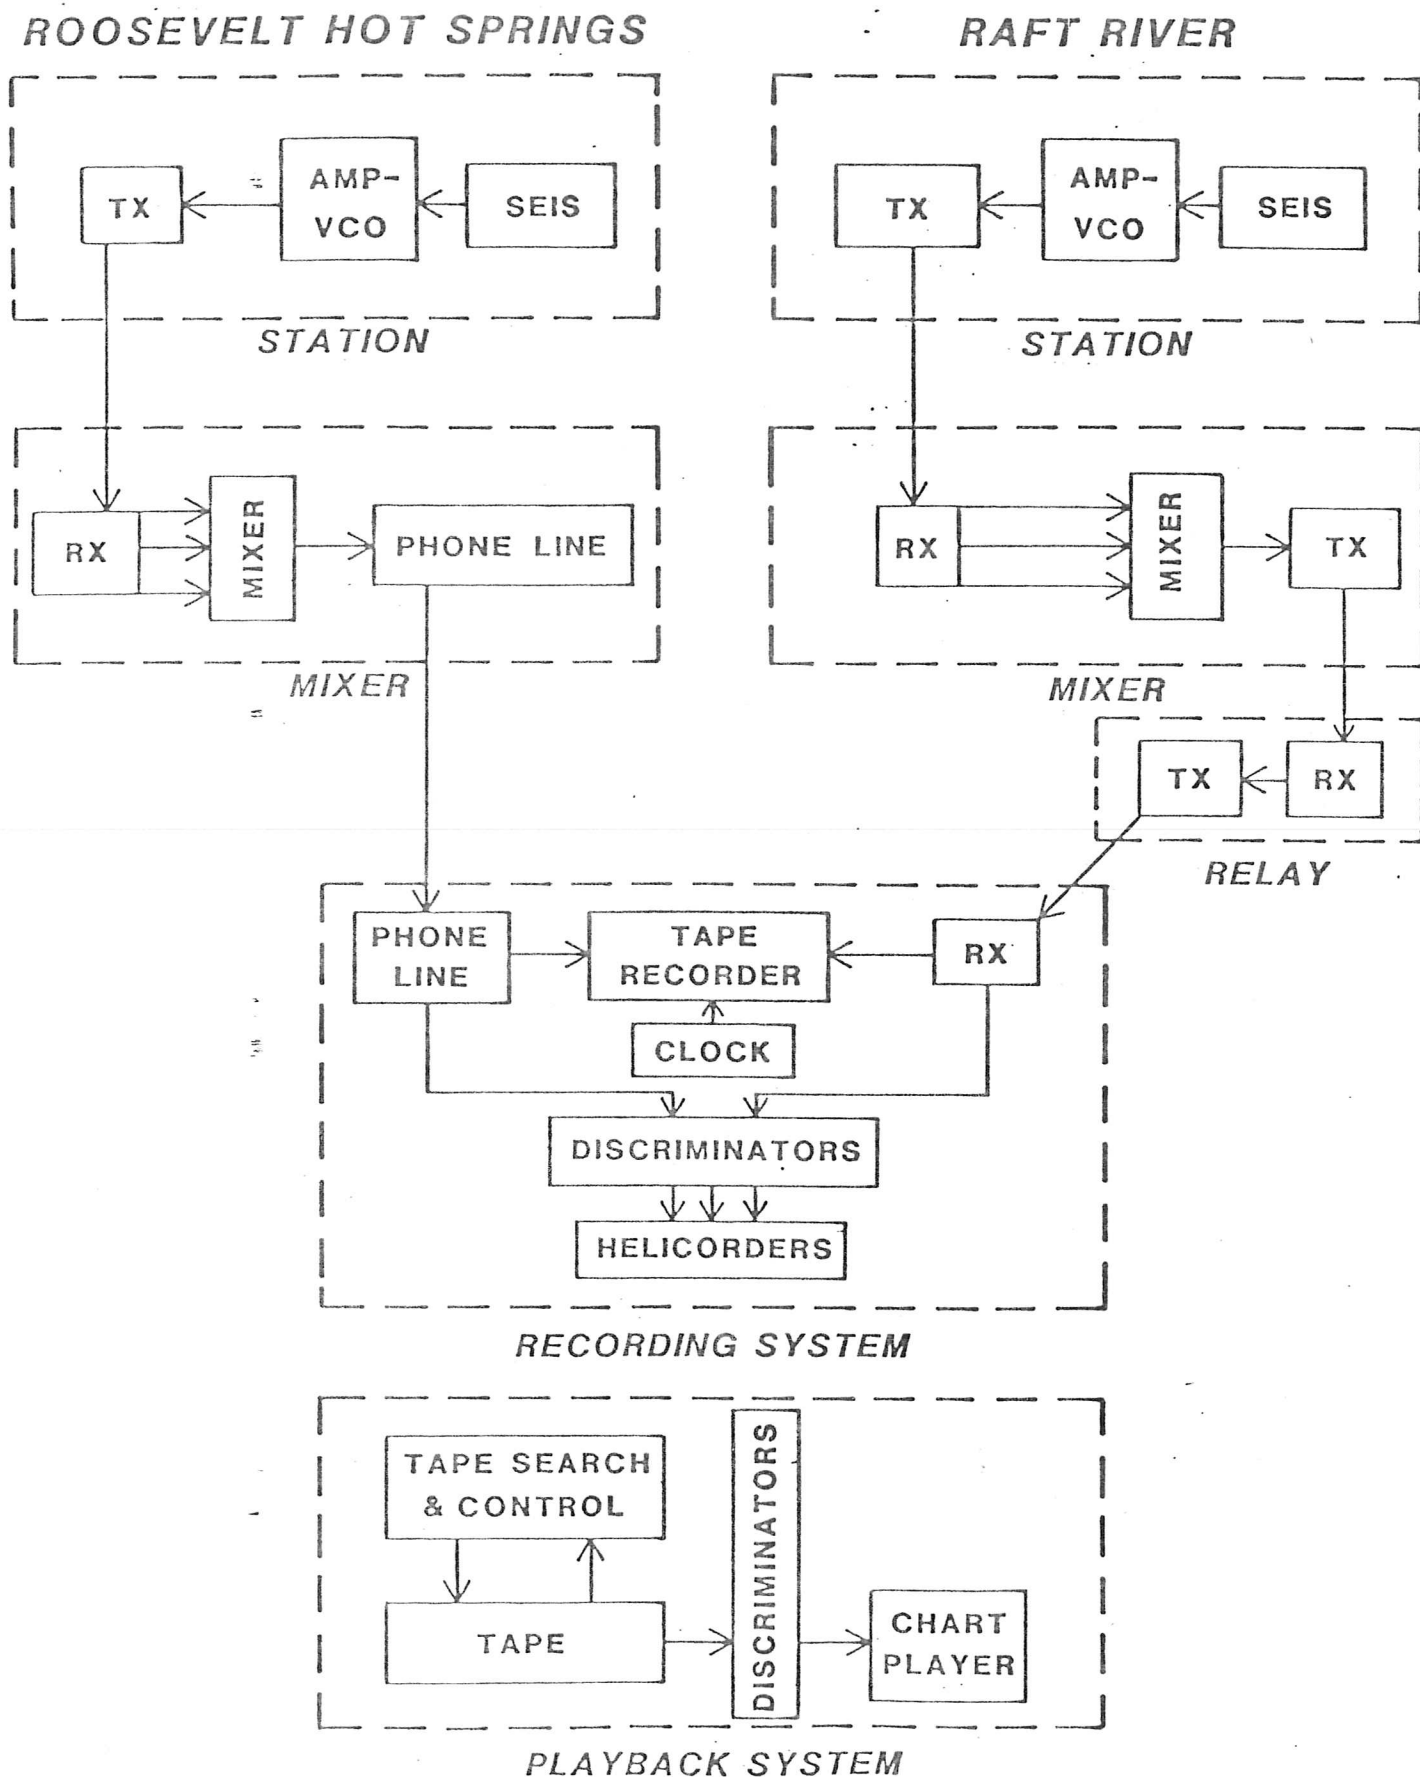 ROOSEVELT HOT SPRINGS
RAFT RIVER
TX
AMP-
VCO
SEIS
TX
AMP-
VCO
SEIS
STATION
STATION
RX
MIXER
PHONE LINE
RX
MIXER
TX
MIXER
MIXER
TX
RX
RELAY
PHONE
LINE
TAPE
RECORDER
RX
CLOCK
DISCRIMINATORS
HELICORDERS
RECORDING SYSTEM
TAPE SEARCH
& CONTROL
TAPE
DISCRIMINATORS
CHART
PLAYER
PLAYBACK SYSTEM